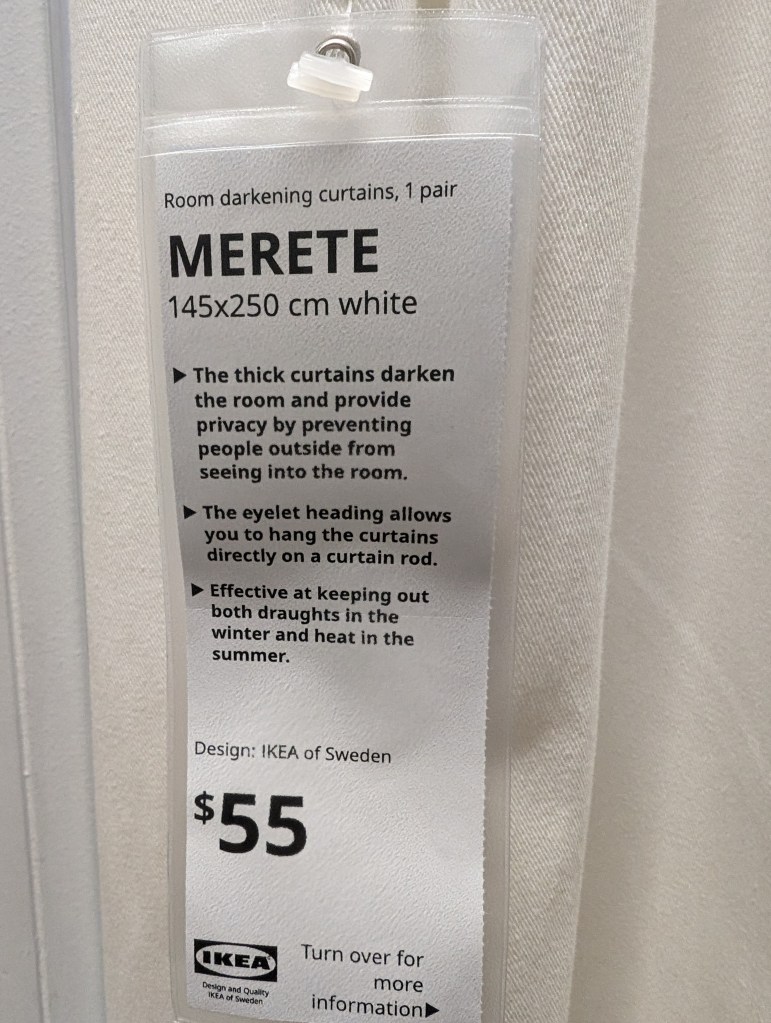 Room darkening curtains, 1 pair
MERETE
145x250 cm white
▶ The thick curtains darken
the room and provide
privacy by preventing
people outside from
seeing into the room.
▶ The eyelet heading allows
you to hang the curtains
directly on a curtain rod.
▶ Effective at keeping out
both draughts in the
winter and heat in the
summer.
Design: IKEA of Sweden
$55
IKEA
Design and Quality
IKEA of Sweden
Turn over for
more
information▶